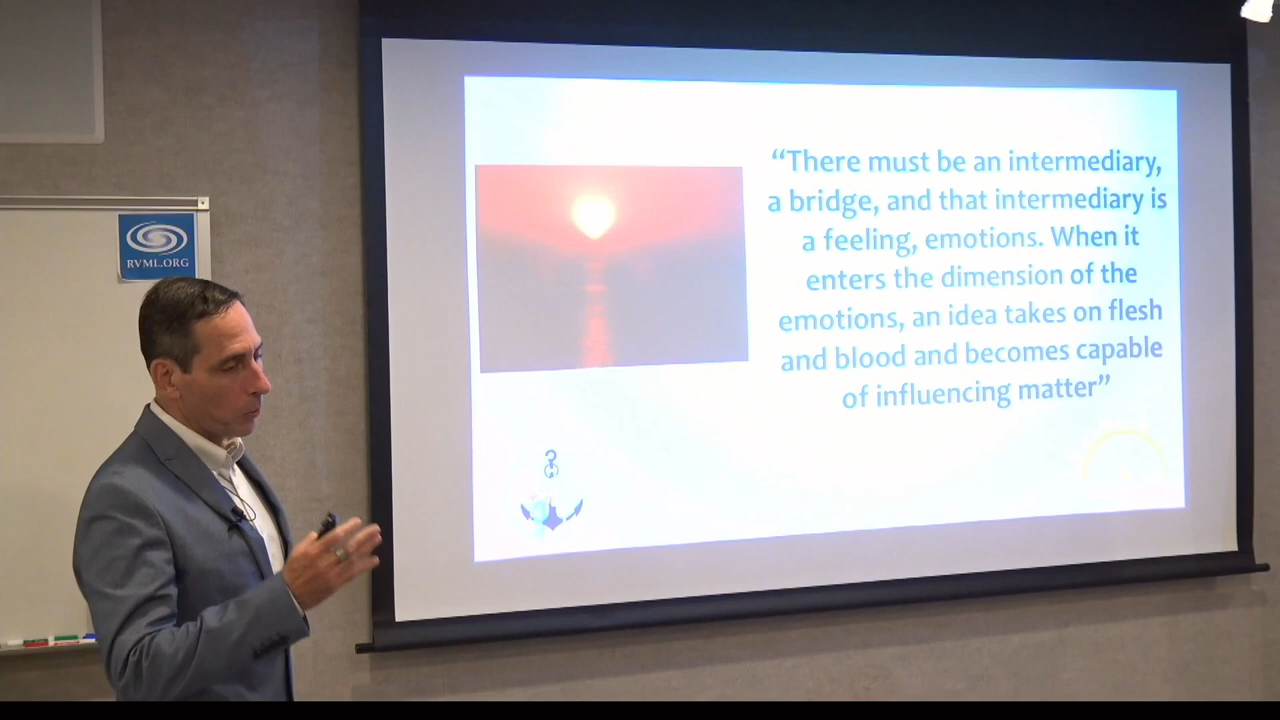 RVML.ORG
“There must be an intermediary,
a bridge, and that intermediary is
a feeling, emotions. When it
enters the dimension of the
emotions, an idea takes on flesh
and blood and becomes capable
of influencing matter”